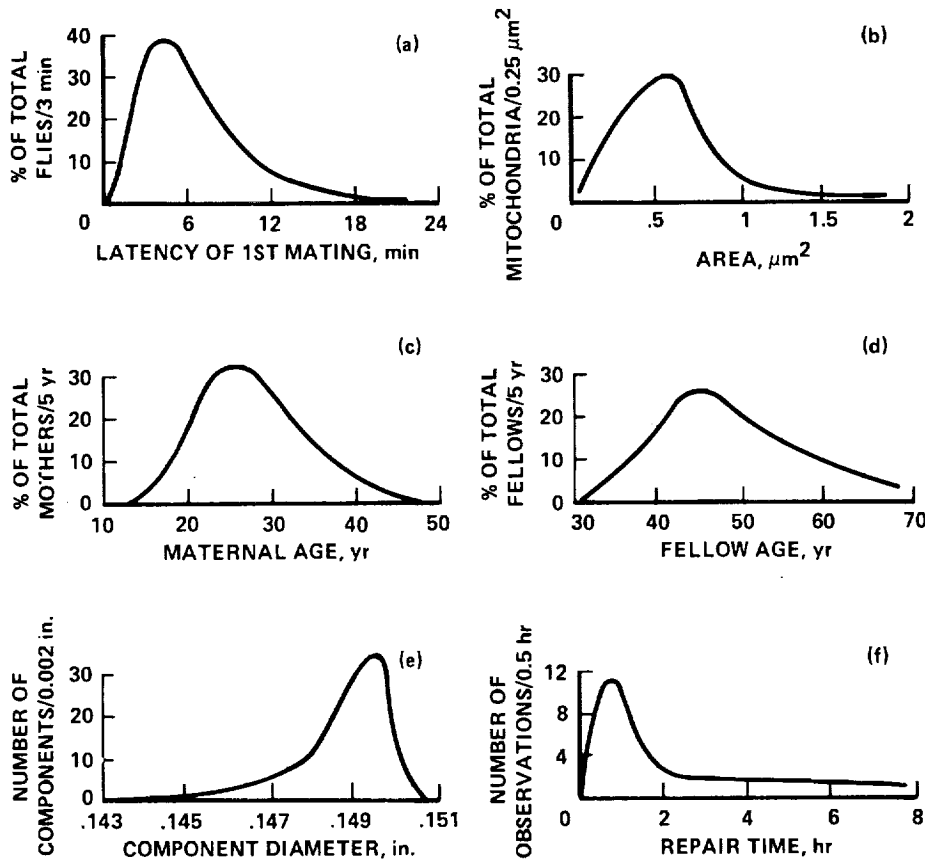 (a)
% OF TOTAL
FLIES/3 min
40
30
20
10
0
6
12
18
24
LATENCY OF 1ST MATING, min
(b)
% OF TOTAL
MITOCHONDRIA/0.25 μm²
30
20
10
0
.5
1
1.5
2
AREA, μm²
(c)
% OF TOTAL
MOTHERS/5 yr
30
20
10
0
10
20
30
40
50
MATERNAL AGE, yr
(d)
% OF TOTAL
FELLOWS/5 yr
30
20
10
0
30
40
50
60
70
FELLOW AGE, yr
(e)
NUMBER OF
COMPONENTS/0.002 in.
30
20
10
0
.143
.145
.147
.149
.151
COMPONENT DIAMETER, in.
(f)
NUMBER OF
OBSERVATIONS/0.5 hr
12
8
4
0
2
4
6
8
REPAIR TIME, hr